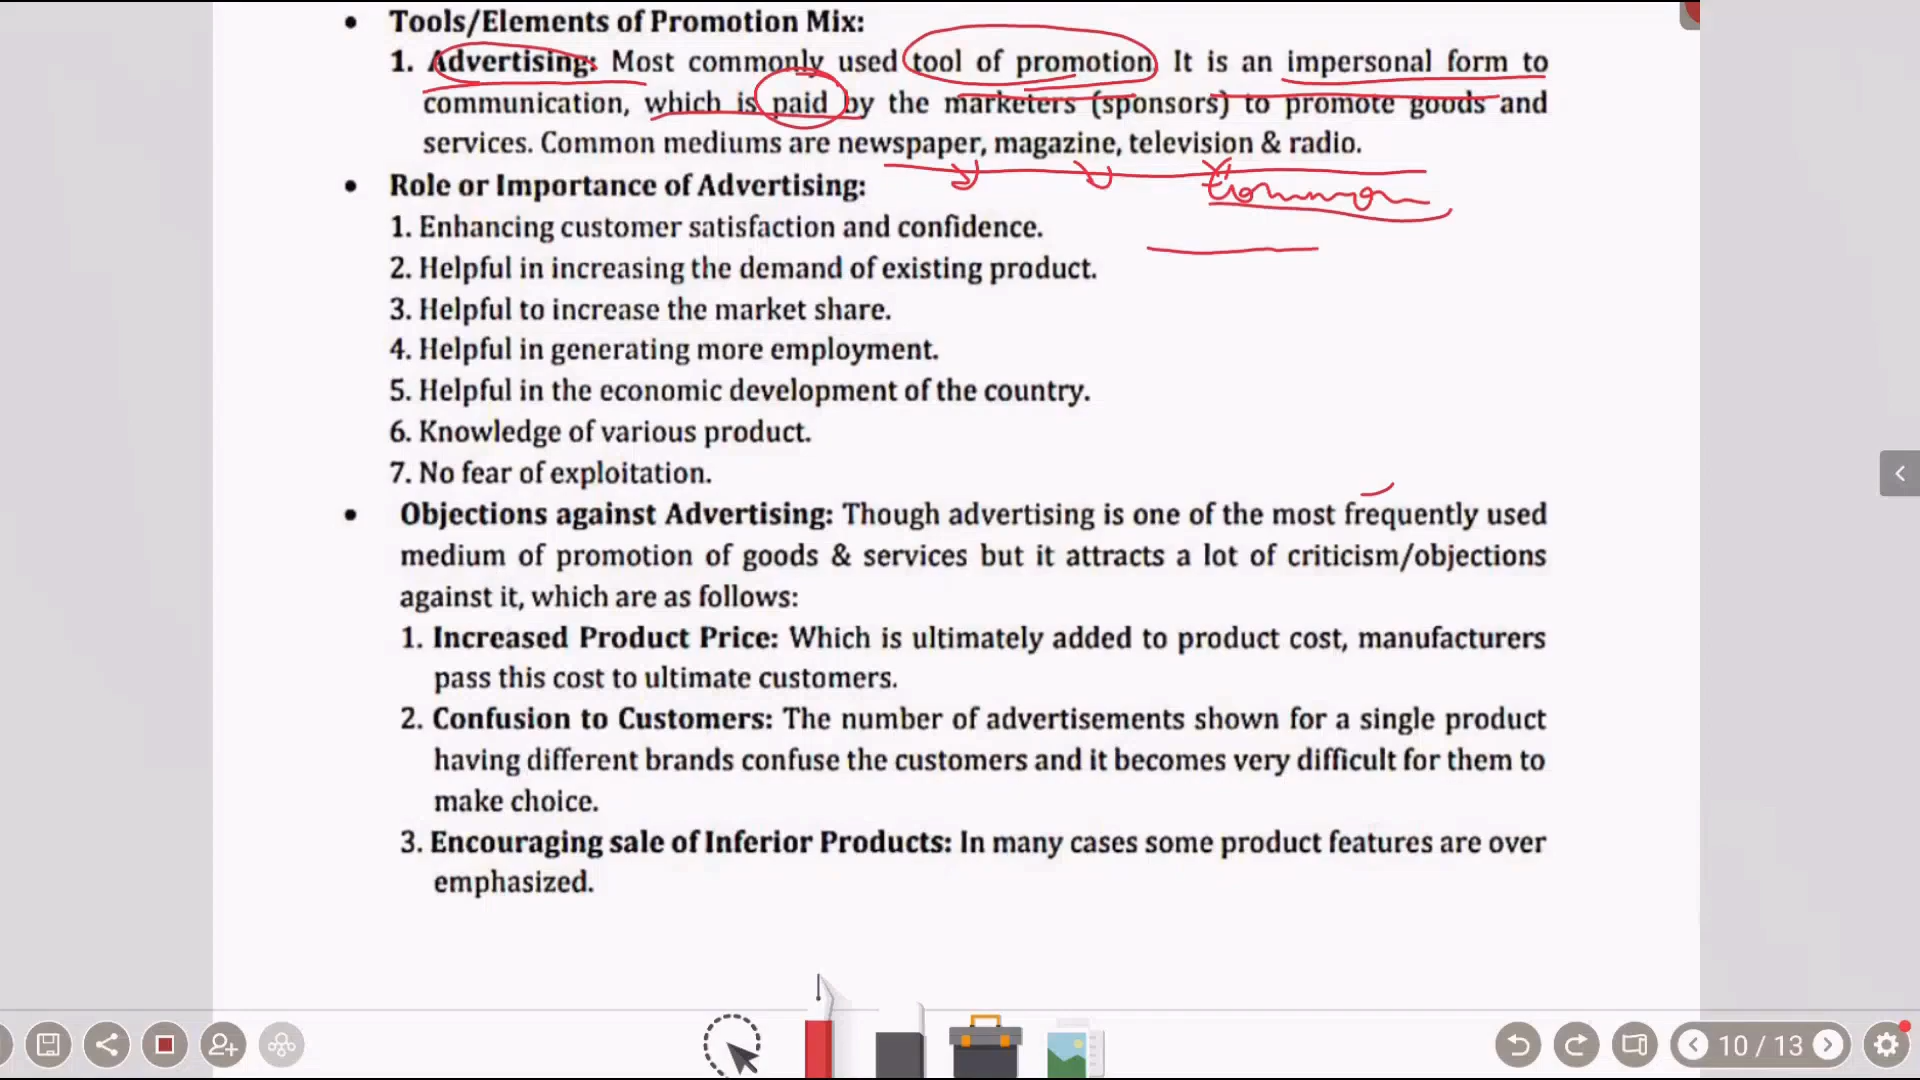 • Tools/Elements of Promotion Mix:
1. Advertising: Most commonly used tool of promotion. It is an impersonal form to
communication, which is paid by the marketers (sponsors) to promote goods and
services. Common mediums are newspaper, magazine, television & radio.
• Role or Importance of Advertising:
1. Enhancing customer satisfaction and confidence.
2. Helpful in increasing the demand of existing product.
3. Helpful to increase the market share.
4. Helpful in generating more employment.
5. Helpful in the economic development of the country.
6. Knowledge of various product.
7. No fear of exploitation.
• Objections against Advertising: Though advertising is one of the most frequently used
medium of promotion of goods & services but it attracts a lot of criticism/objections
against it, which are as follows:
1. Increased Product Price: Which is ultimately added to product cost, manufacturers
pass this cost to ultimate customers.
2. Confusion to Customers: The number of advertisements shown for a single product
having different brands confuse the customers and it becomes very difficult for them to
make choice.
3. Encouraging sale of Inferior Products: In many cases some product features are over
emphasized.
10 / 13